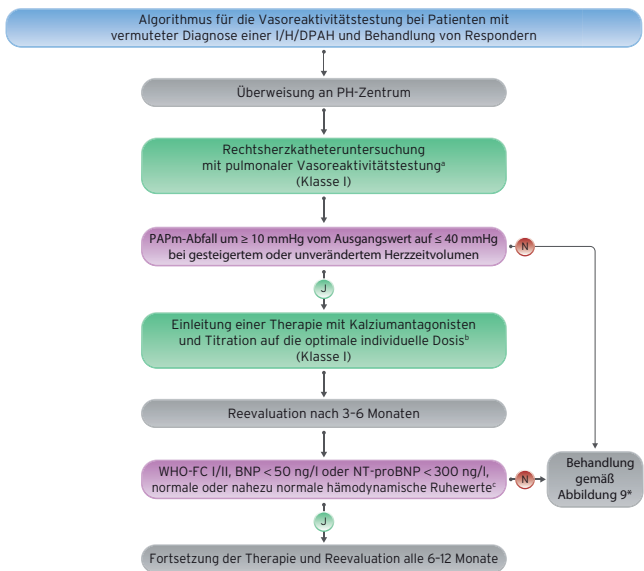 Algorithmus für die Vasoreaktivitätstestung bei Patienten mit
vermuteter Diagnose einer I/H/DPAH und Behandlung von Respondern
Überweisung an PH-Zentrum
Rechtsherzkatheteruntersuchung
mit pulmonaler Vasoreaktivitätstestungᵃ
(Klasse I)
PAPm-Abfall um ≥ 10 mmHg vom Ausgangswert auf ≤ 40 mmHg
bei gesteigertem oder unverändertem Herzzeitvolumen
N
J
Einleitung einer Therapie mit Kalziumantagonisten
und Titration auf die optimale individuelle Dosisᵇ
(Klasse I)
Reevaluation nach 3–6 Monaten
WHO-FC I/II, BNP < 50 ng/l oder NT-proBNP < 300 ng/l,
normale oder nahezu normale hämodynamische Ruhewerteᶜ
N
Behandlung
gemäß
Abbildung 9*
J
Fortsetzung der Therapie und Reevaluation alle 6–12 Monate